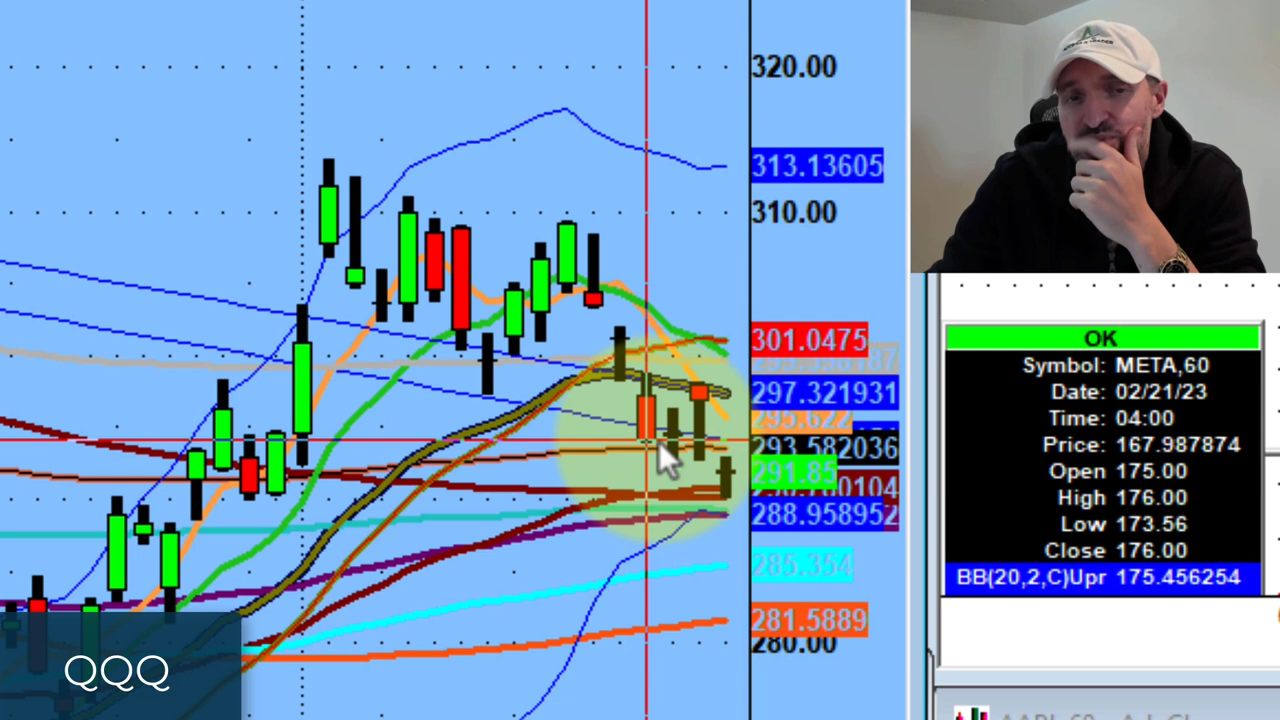 320.00
313.13605
310.00
301.0475
297.321931
295.622
293.582036
291.85
288.958952
285.354
281.5889
280.00
QQQ
OK
Symbol: META,60
Date: 02/21/23
Time: 04:00
Price: 167.987874
Open 175.00
High 176.00
Low 173.56
Close 176.00
BB(20,2,C)Upr 175.456254